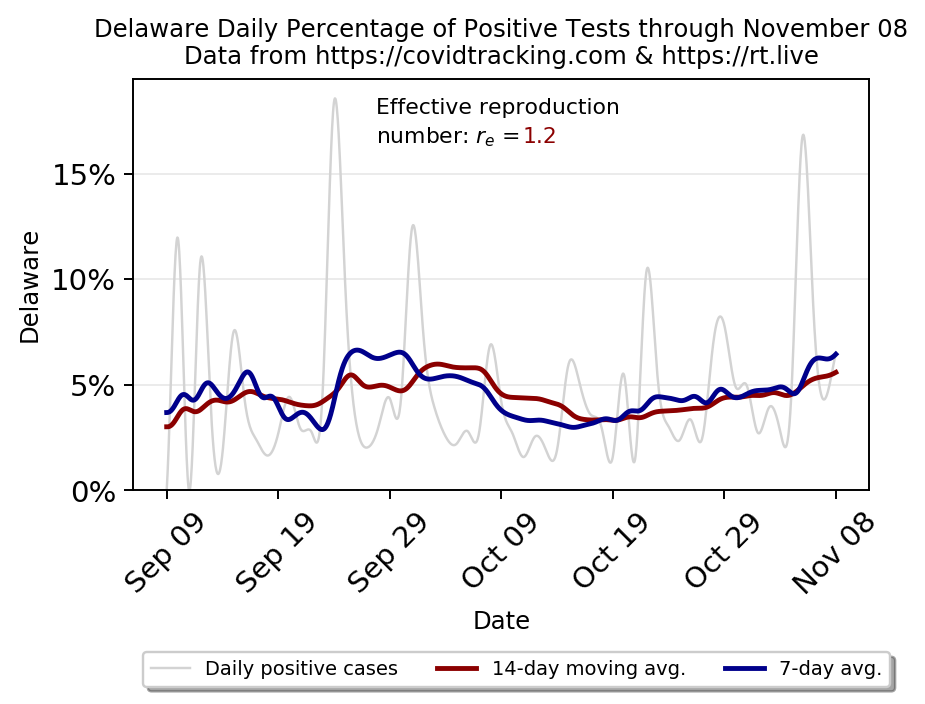 Delaware Daily Percentage of Positive Tests through November 08
Data from https://covidtracking.com & https://rt.live
Effective reproduction
number: rₑ =1.2
15%
10%
5%
0%
Delaware
Sep 09
Sep 19
Sep 29
Oct 09
Oct 19
Oct 29
Nov 08
Date
Daily positive cases
14-day moving avg.
7-day avg.